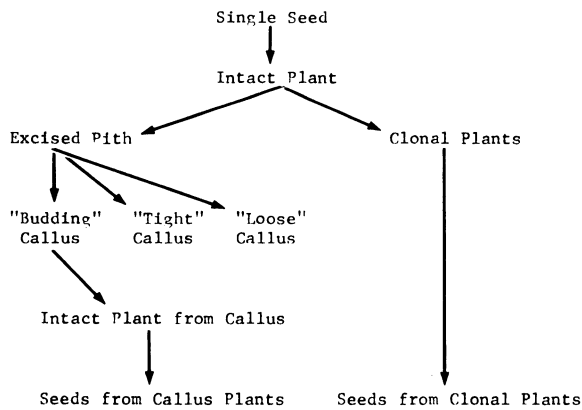 Single Seed
Intact Plant
Excised Pith
Clonal Plants
"Budding" Callus
"Tight" Callus
"Loose" Callus
Intact Plant from Callus
Seeds from Callus Plants
Seeds from Clonal Plants